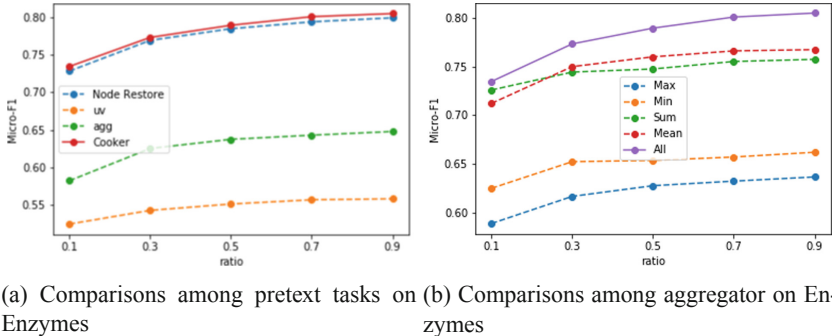 0.80
0.75
0.70
0.65
0.60
0.55
Micro-F1
Node Restore
uv
agg
Cooker
0.1 0.3 0.5 0.7 0.9
ratio
0.80
0.75
0.70
0.65
0.60
Micro-F1
Max
Min
Sum
Mean
All
0.1 0.3 0.5 0.7 0.9
ratio
(a) Comparisons among pretext tasks on
Enzymes
(b) Comparisons among aggregator on En-
zymes